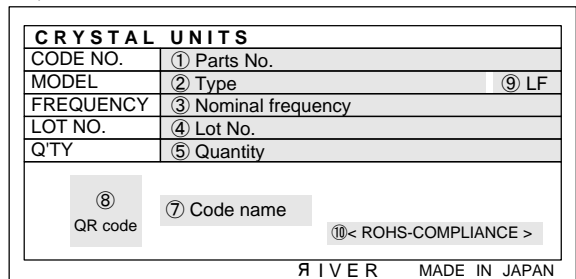 CRYSTAL UNITS
CODE NO. ① Parts No.
MODEL ② Type ⑨ LF
FREQUENCY ③ Nominal frequency
LOT NO. ④ Lot No.
Q'TY ⑤ Quantity
⑧
QR code
⑦ Code name
⑩< ROHS-COMPLIANCE >
ЯIVER MADE IN JAPAN